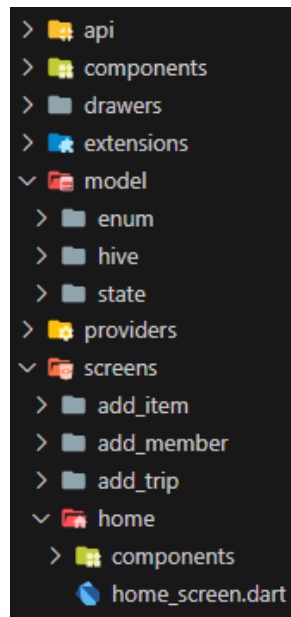 api
components
drawers
extensions
model
enum
hive
state
providers
screens
add_item
add_member
add_trip
home
components
home_screen.dart